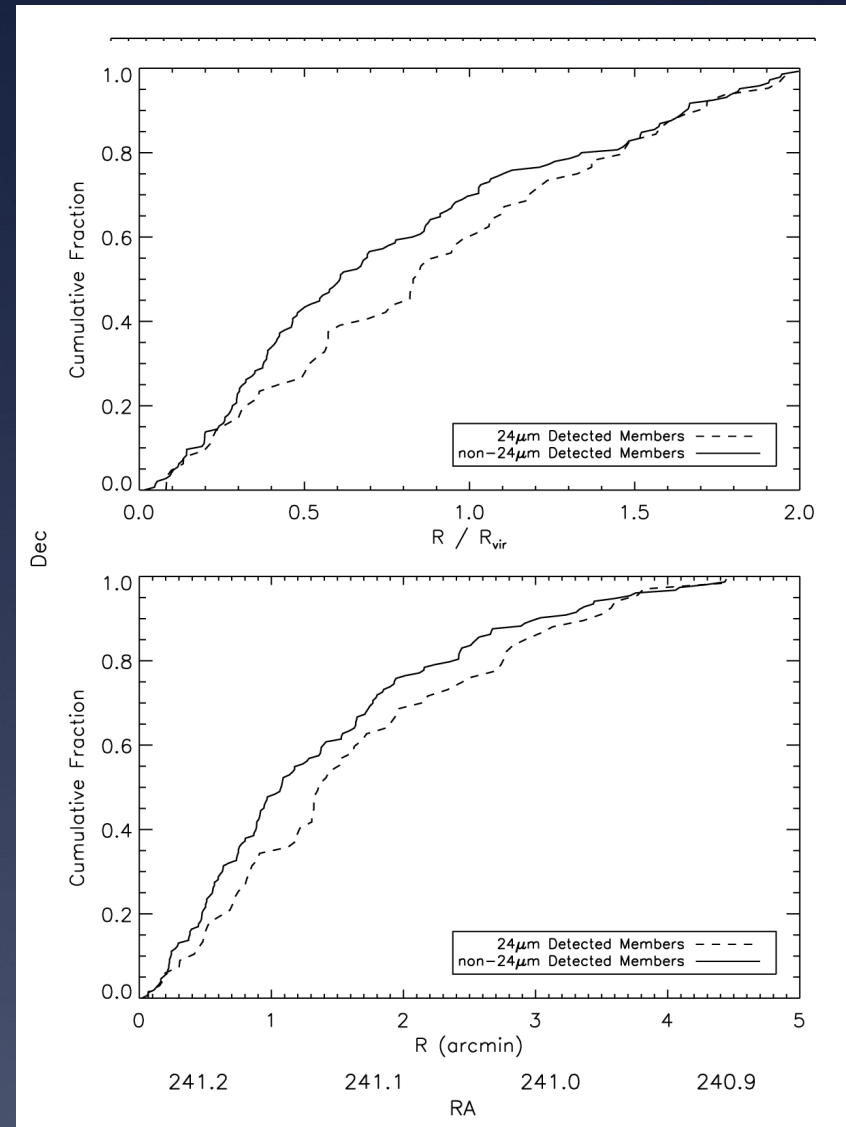 1.0
0.8
0.6
0.4
0.2
0.0
Cumulative Fraction
24μm Detected Members
non-24μm Detected Members
0.0 0.5 1.0 1.5 2.0
R / Rvir
Dec
1.0
0.8
0.6
0.4
0.2
0.0
Cumulative Fraction
24μm Detected Members
non-24μm Detected Members
0 1 2 3 4 5
R (arcmin)
241.2 241.1 241.0 240.9
RA